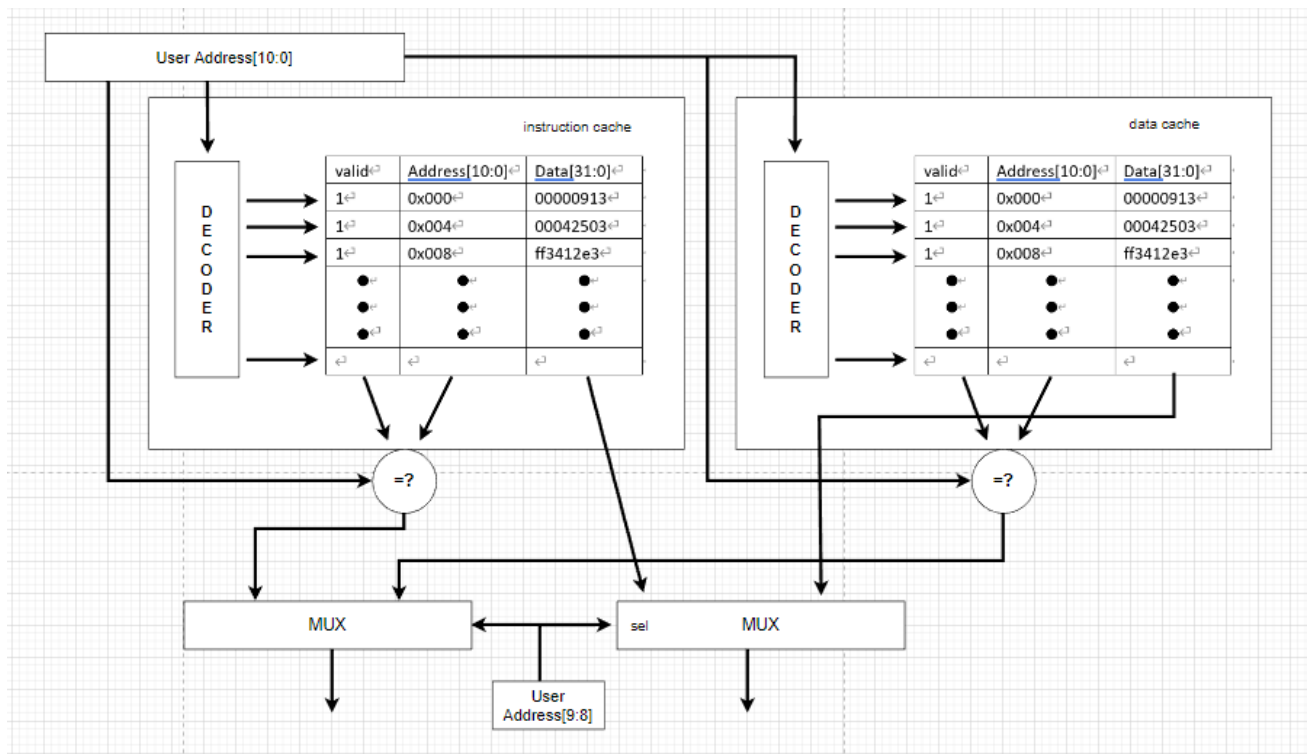 User Address[10:0]
instruction cache
data cache
DECODER
valid Address[10:0] Data[31:0]
1 0x000 00000913
1 0x004 00042503
1 0x008 ff3412e3
DECODER
valid Address[10:0] Data[31:0]
1 0x000 00000913
1 0x004 00042503
1 0x008 ff3412e3
=?
=?
MUX
sel MUX
User
Address[9:8]